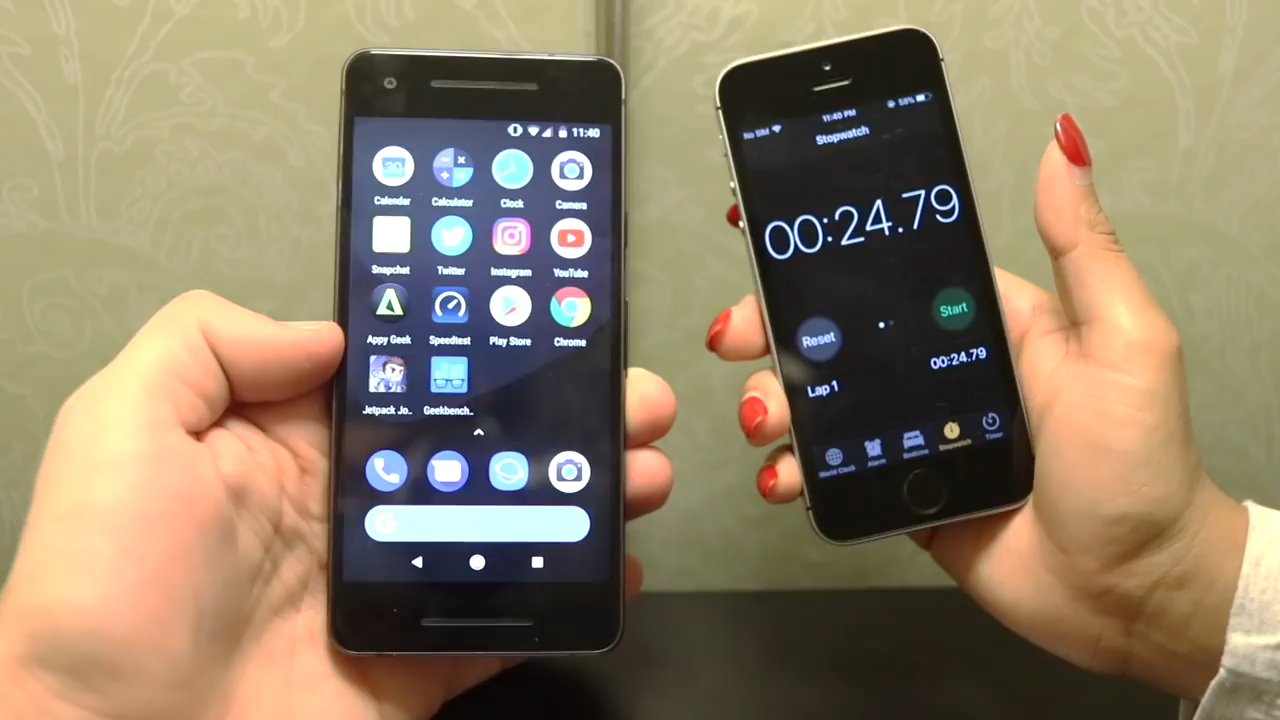 11:40
30
Calendar Calculator Clock Camera
Snapchat Twitter Instagram YouTube
Appy Geek Speedtest Play Store Chrome
Jetpack Jo.. Geekbench..
G
No SIM 11:40 PM 58%
Stopwatch
00:24.79
Reset Start
Lap 1 00:24.79
World Clock Alarm Bedtime Stopwatch Timer